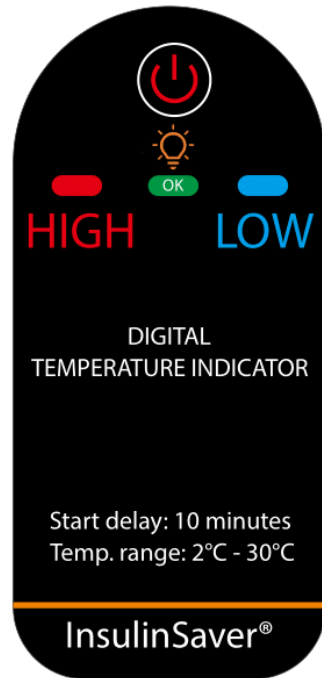 OK
HIGH LOW
DIGITAL
TEMPERATURE INDICATOR
Start delay: 10 minutes
Temp. range: 2°C - 30°C
InsulinSaver®